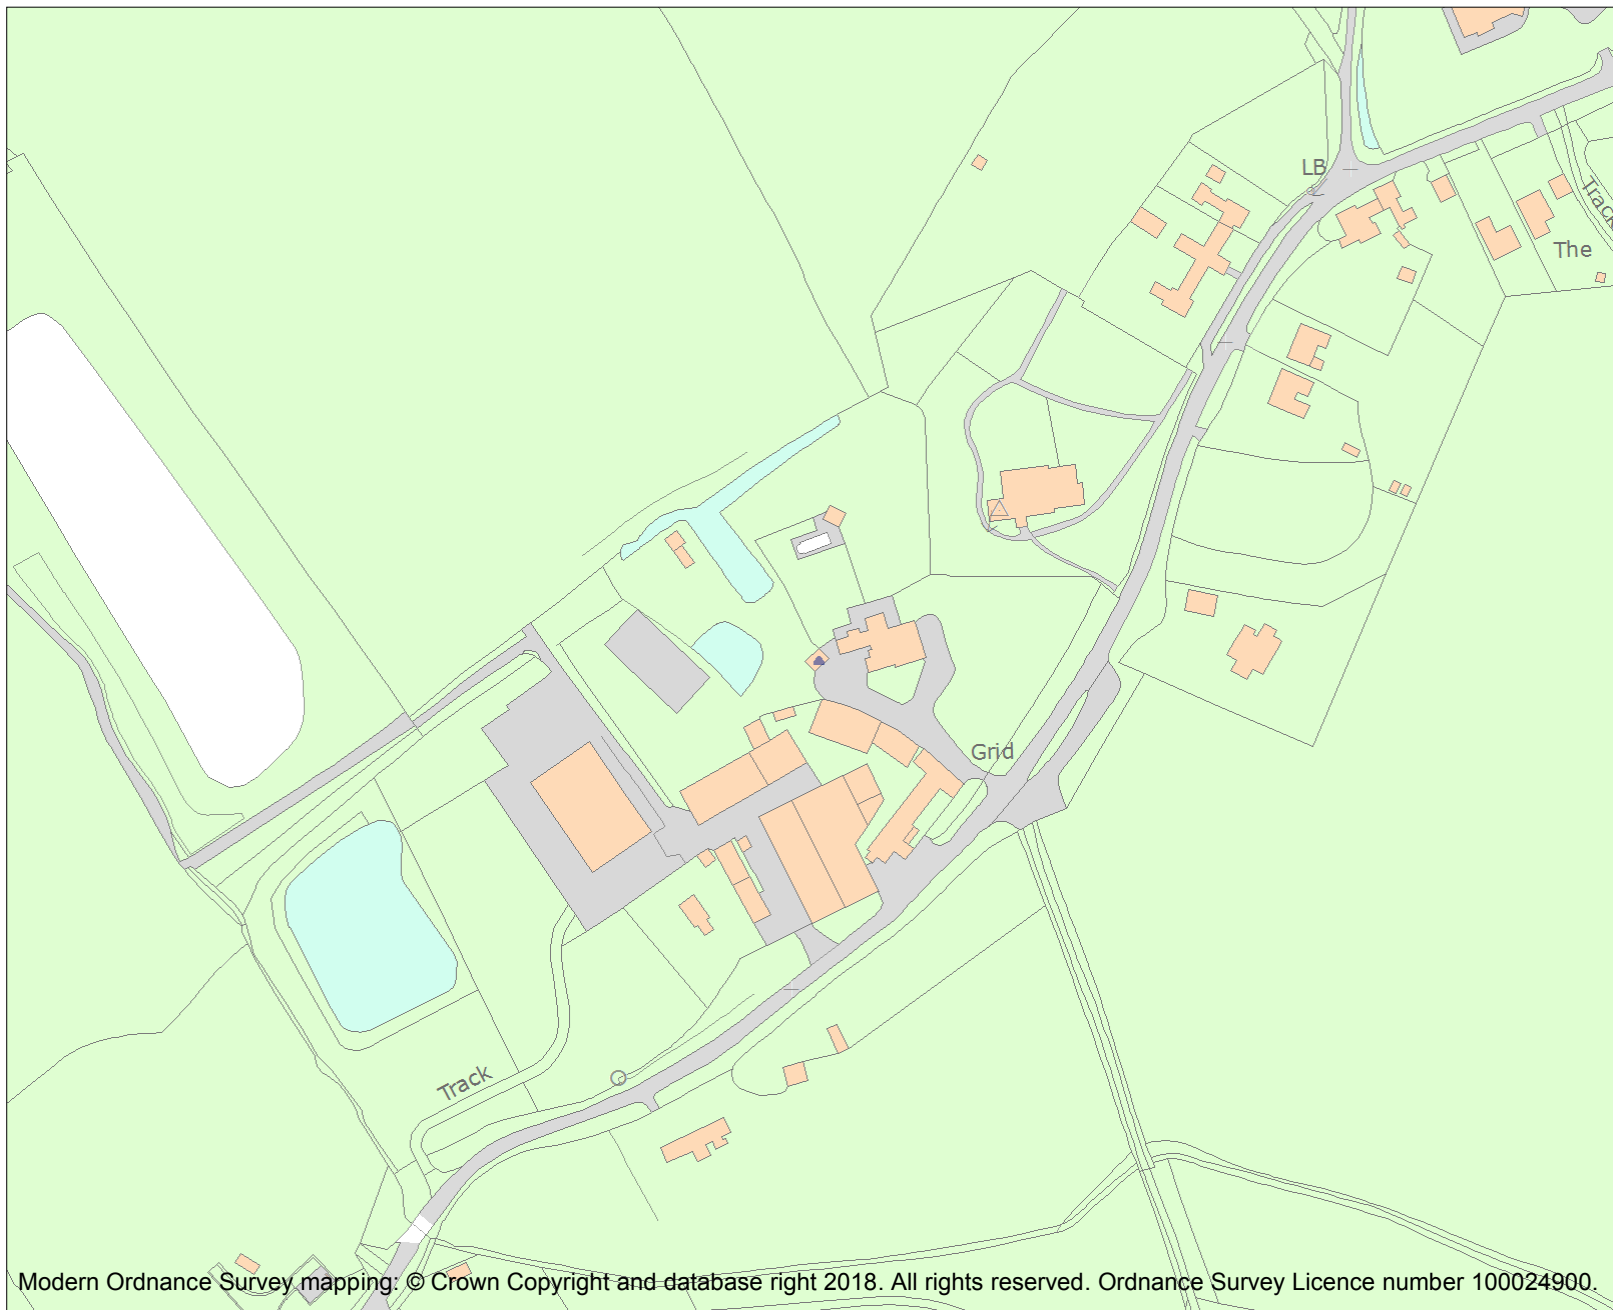 LB
Track
The
Grid
Track
Modern Ordnance Survey mapping: © Crown Copyright and database right 2018. All rights reserved. Ordnance Survey Licence number 100024900.